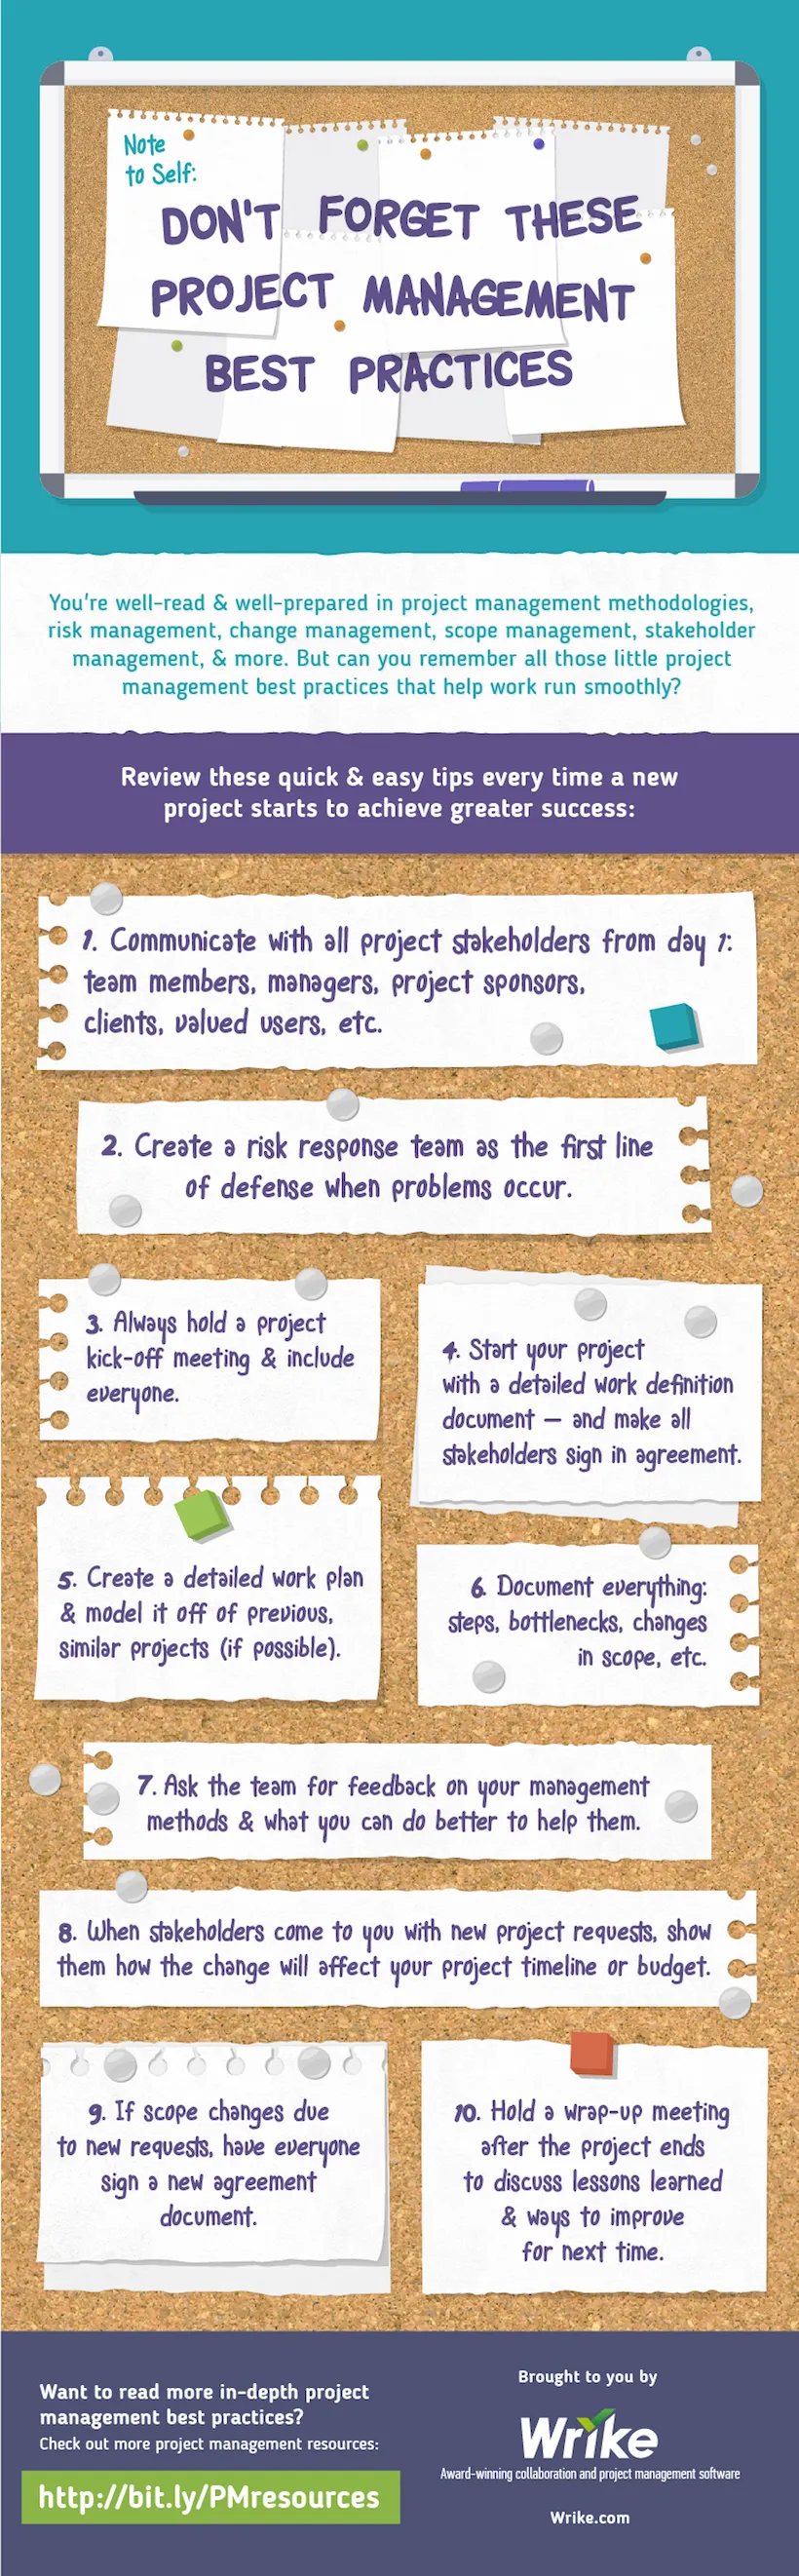 Note
to Self:
DON'T FORGET THESE
PROJECT MANAGEMENT
BEST PRACTICES
You're well-read & well-prepared in project management methodologies,
risk management, change management, scope management, stakeholder
management, & more. But can you remember all those little project
management best practices that help work run smoothly?
Review these quick & easy tips every time a new
project starts to achieve greater success:
1. Communicate with all project stakeholders from day 1:
team members, managers, project sponsors,
clients, valued users, etc.
2. Create a risk response team as the first line
of defense when problems occur.
3. Always hold a project
kick-off meeting & include
everyone.
4. Start your project
with a detailed work definition
document – and make all
stakeholders sign in agreement.
5. Create a detailed work plan
& model it off of previous,
similar projects (if possible).
6. Document everything:
steps, bottlenecks, changes
in scope, etc.
7. Ask the team for feedback on your management
methods & what you can do better to help them.
8. When stakeholders come to you with new project requests, show
them how the change will affect your project timeline or budget.
9. If scope changes due
to new requests, have everyone
sign a new agreement
document.
10. Hold a wrap-up meeting
after the project ends
to discuss lessons learned
& ways to improve
for next time.
Want to read more in-depth project
management best practices?
Check out more project management resources:
http://bit.ly/PMresources
Brought to you by
Wrike
Award-winning collaboration and project management software
Wrike.com